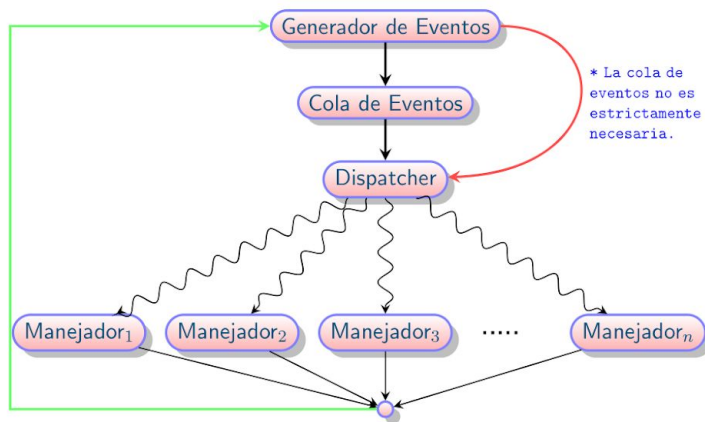 Generador de Eventos
* La cola de
eventos no es
estrictamente
necesaria.
Cola de Eventos
Dispatcher
Manejador₁
Manejador₂
Manejador₃
.....
Manejadorₙ